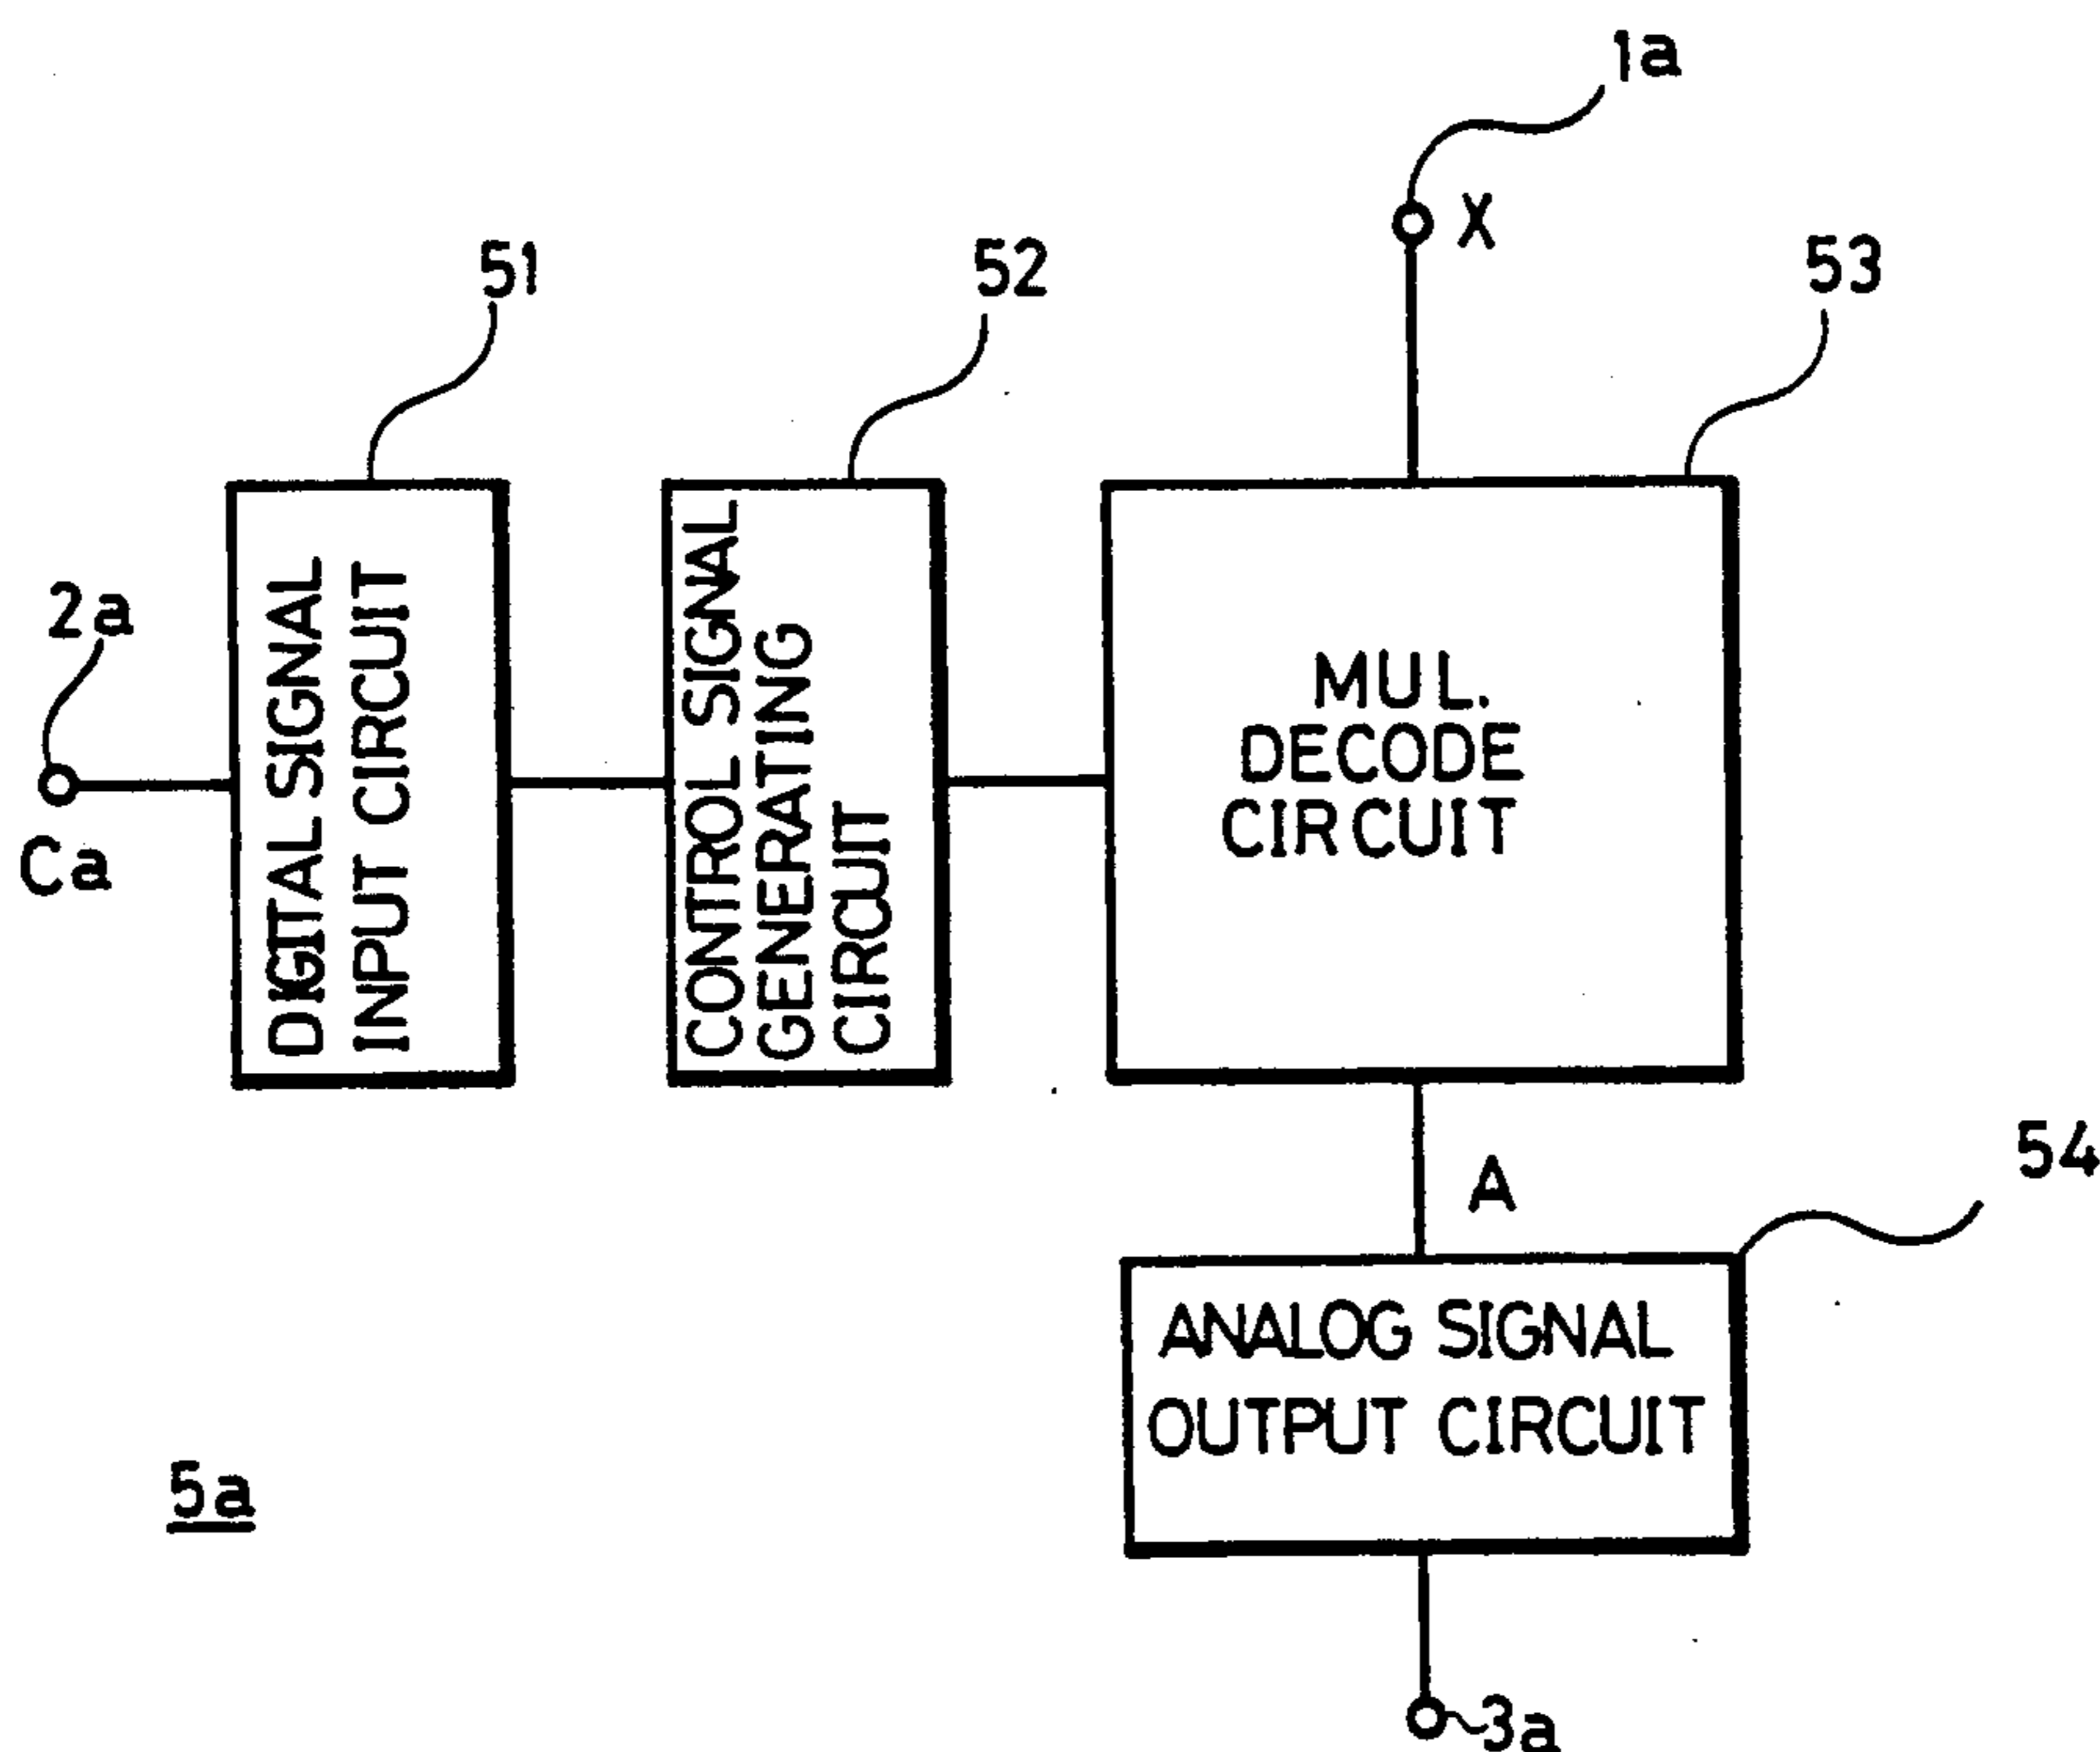 1a
X
51
52
53
2a
Ca
DIGITAL SIGNAL
INPUT CIRCUIT
CONTROL SIGNAL
GENERATING
CIRCUIT
MUL.
DECODE
CIRCUIT
A
54
ANALOG SIGNAL
OUTPUT CIRCUIT
5a
3a